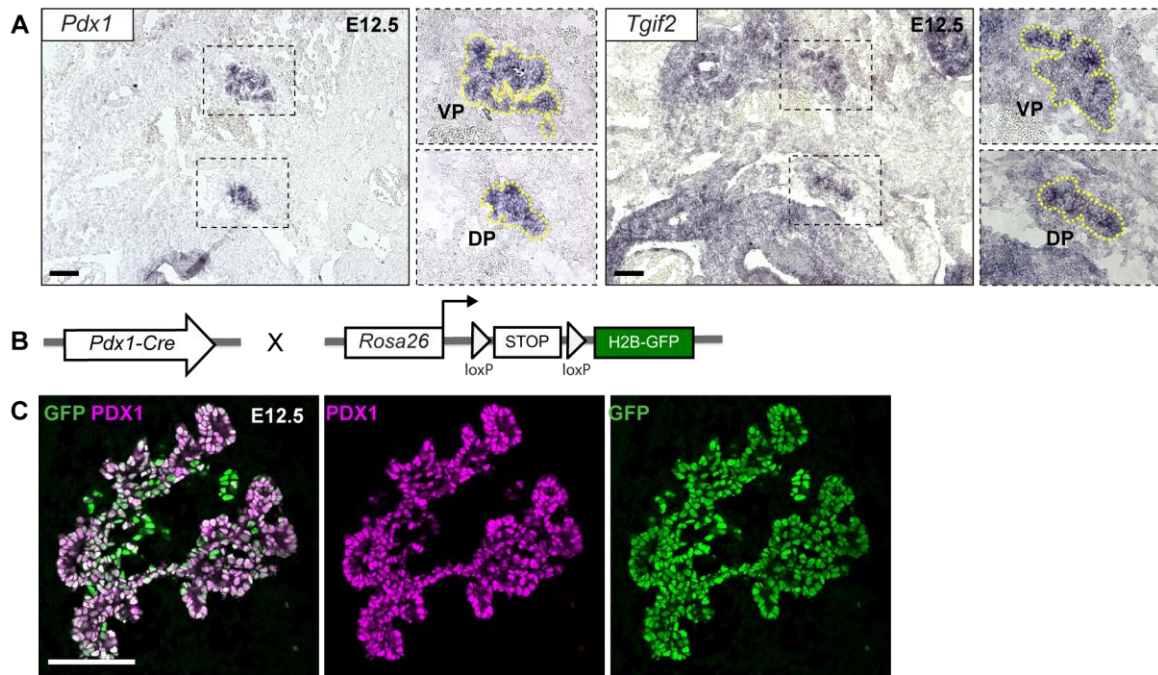 A
Pdx1
E12.5
VP
DP
Tgif2
E12.5
VP
DP
B
Pdx1-Cre
X
Rosa26
STOP
H2B-GFP
loxP
loxP
C
GFP PDX1
E12.5
PDX1
GFP